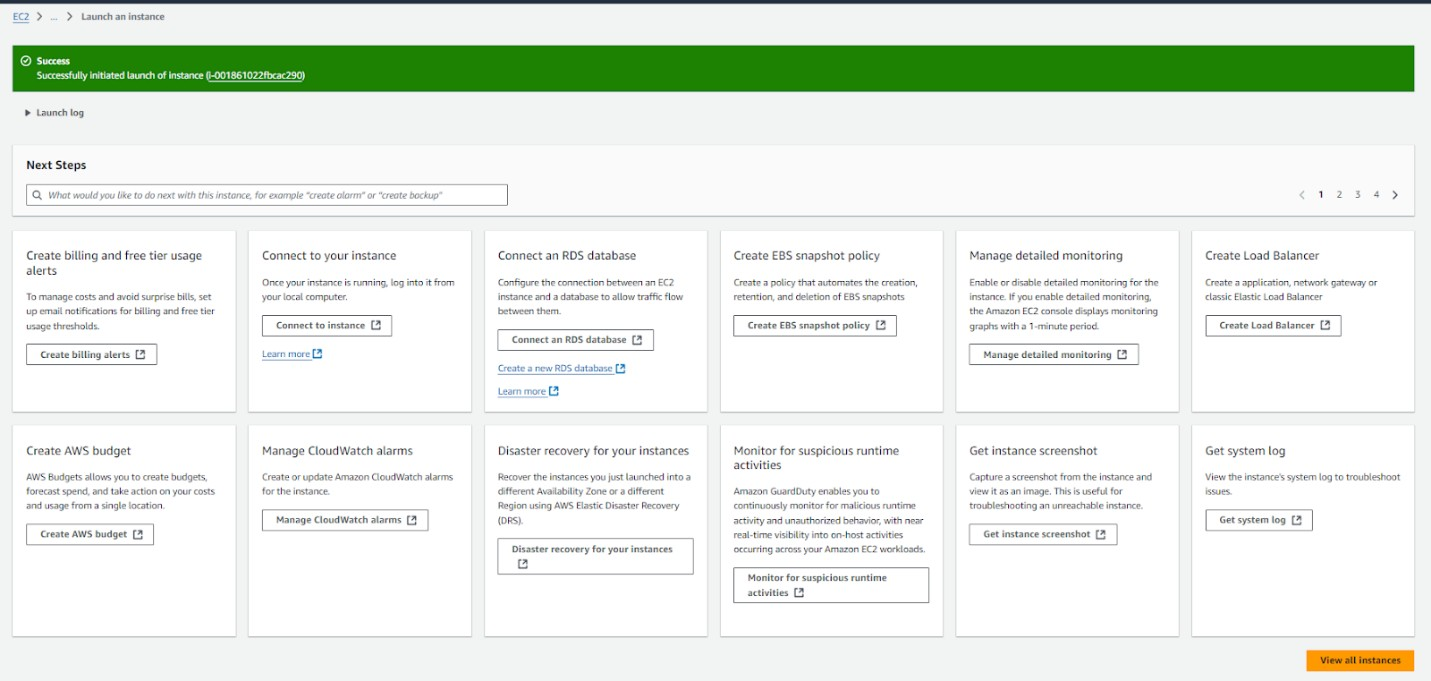 EC2 > ... > Launch an instance
Success
Successfully initiated launch of instance (i-001861022fbcac290)
Launch log
Next Steps
What would you like to do next with this instance, for example "create alarm" or "create backup"
1 2 3 4
Create billing and free tier usage
alerts
To manage costs and avoid surprise bills, set
up email notifications for billing and free tier
usage thresholds.
Create billing alerts
Connect to your instance
Once your instance is running, log into it from
your local computer.
Connect to instance
Learn more
Connect an RDS database
Configure the connection between an EC2
instance and a database to allow traffic flow
between them.
Connect an RDS database
Create a new RDS database
Learn more
Create EBS snapshot policy
Create a policy that automates the creation,
retention, and deletion of EBS snapshots
Create EBS snapshot policy
Manage detailed monitoring
Enable or disable detailed monitoring for the
instance. If you enable detailed monitoring,
the Amazon EC2 console displays monitoring
graphs with a 1-minute period.
Manage detailed monitoring
Create Load Balancer
Create a application, network gateway or
classic Elastic Load Balancer
Create Load Balancer
Create AWS budget
AWS Budgets allows you to create budgets,
forecast spend, and take action on your costs
and usage from a single location.
Create AWS budget
Manage CloudWatch alarms
Create or update Amazon CloudWatch alarms
for the instance.
Manage CloudWatch alarms
Disaster recovery for your instances
Recover the instances you just launched into a
different Availability Zone or a different
Region using AWS Elastic Disaster Recovery
(DRS).
Disaster recovery for your instances
Monitor for suspicious runtime
activities
Amazon GuardDuty enables you to
continuously monitor for malicious runtime
activity and unauthorized behavior, with near
real-time visibility into on-host activities
occurring across your Amazon EC2 workloads.
Monitor for suspicious runtime
activities
Get instance screenshot
Capture a screenshot from the instance and
view it as an image. This is useful for
troubleshooting an unreachable instance.
Get instance screenshot
Get system log
View the instance's system log to troubleshoot
issues.
Get system log
View all instances